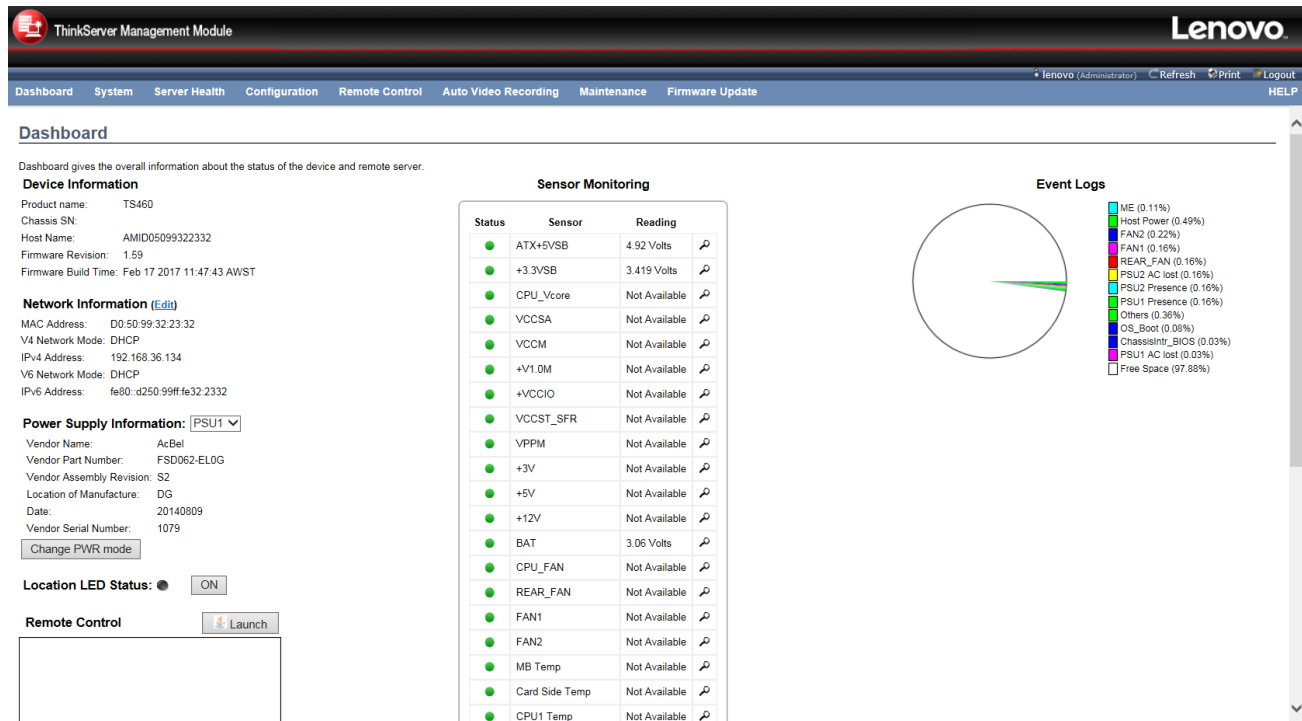 ThinkServer Management Module
Lenovo
lenovo (Administrator) Refresh Print Logout
Dashboard System Server Health Configuration Remote Control Auto Video Recording Maintenance Firmware Update HELP
Dashboard
Dashboard gives the overall information about the status of the device and remote server.
Device Information
Product name: TS460
Chassis SN:
Host Name: AMID05099322332
Firmware Revision: 1.59
Firmware Build Time: Feb 17 2017 11:47:43 AWST
Network Information (Edit)
MAC Address: D0:50:99:32:23:32
V4 Network Mode: DHCP
IPv4 Address: 192.168.36.134
V6 Network Mode: DHCP
IPv6 Address: fe80::d250:99ff:fe32:2332
Power Supply Information: PSU1
Vendor Name: AcBel
Vendor Part Number: FSD062-EL0G
Vendor Assembly Revision: S2
Location of Manufacture: DG
Date: 20140809
Vendor Serial Number: 1079
Change PWR mode
Location LED Status: ON
Remote Control Launch
Sensor Monitoring
Status Sensor Reading
ATX+5VSB 4.92 Volts
+3.3VSB 3.419 Volts
CPU_Vcore Not Available
VCCSA Not Available
VCCM Not Available
+V1.0M Not Available
+VCCIO Not Available
VCCST_SFR Not Available
VPPM Not Available
+3V Not Available
+5V Not Available
+12V Not Available
BAT 3.06 Volts
CPU_FAN Not Available
REAR_FAN Not Available
FAN1 Not Available
FAN2 Not Available
MB Temp Not Available
Card Side Temp Not Available
CPU1 Temp Not Available
Event Logs
ME (0.11%)
Host Power (0.49%)
FAN2 (0.22%)
FAN1 (0.16%)
REAR_FAN (0.16%)
PSU2 AC lost (0.16%)
PSU2 Presence (0.16%)
PSU1 Presence (0.16%)
Others (0.36%)
OS_Boot (0.08%)
ChassisIntr_BIOS (0.03%)
PSU1 AC lost (0.03%)
Free Space (97.88%)